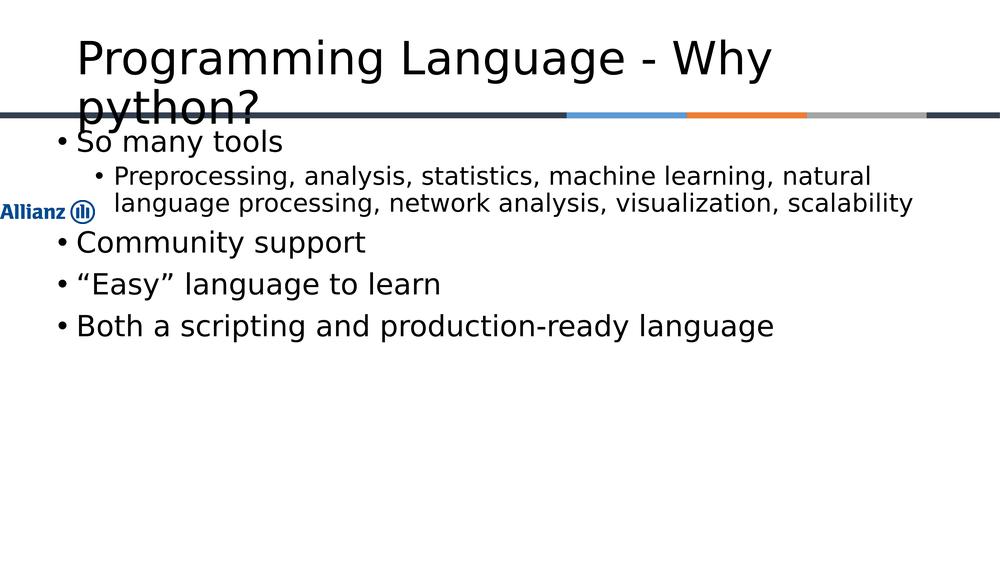 Programming Language - Why
python?
• So many tools
• Preprocessing, analysis, statistics, machine learning, natural
language processing, network analysis, visualization, scalability
Allianz
• Community support
• “Easy” language to learn
• Both a scripting and production-ready language